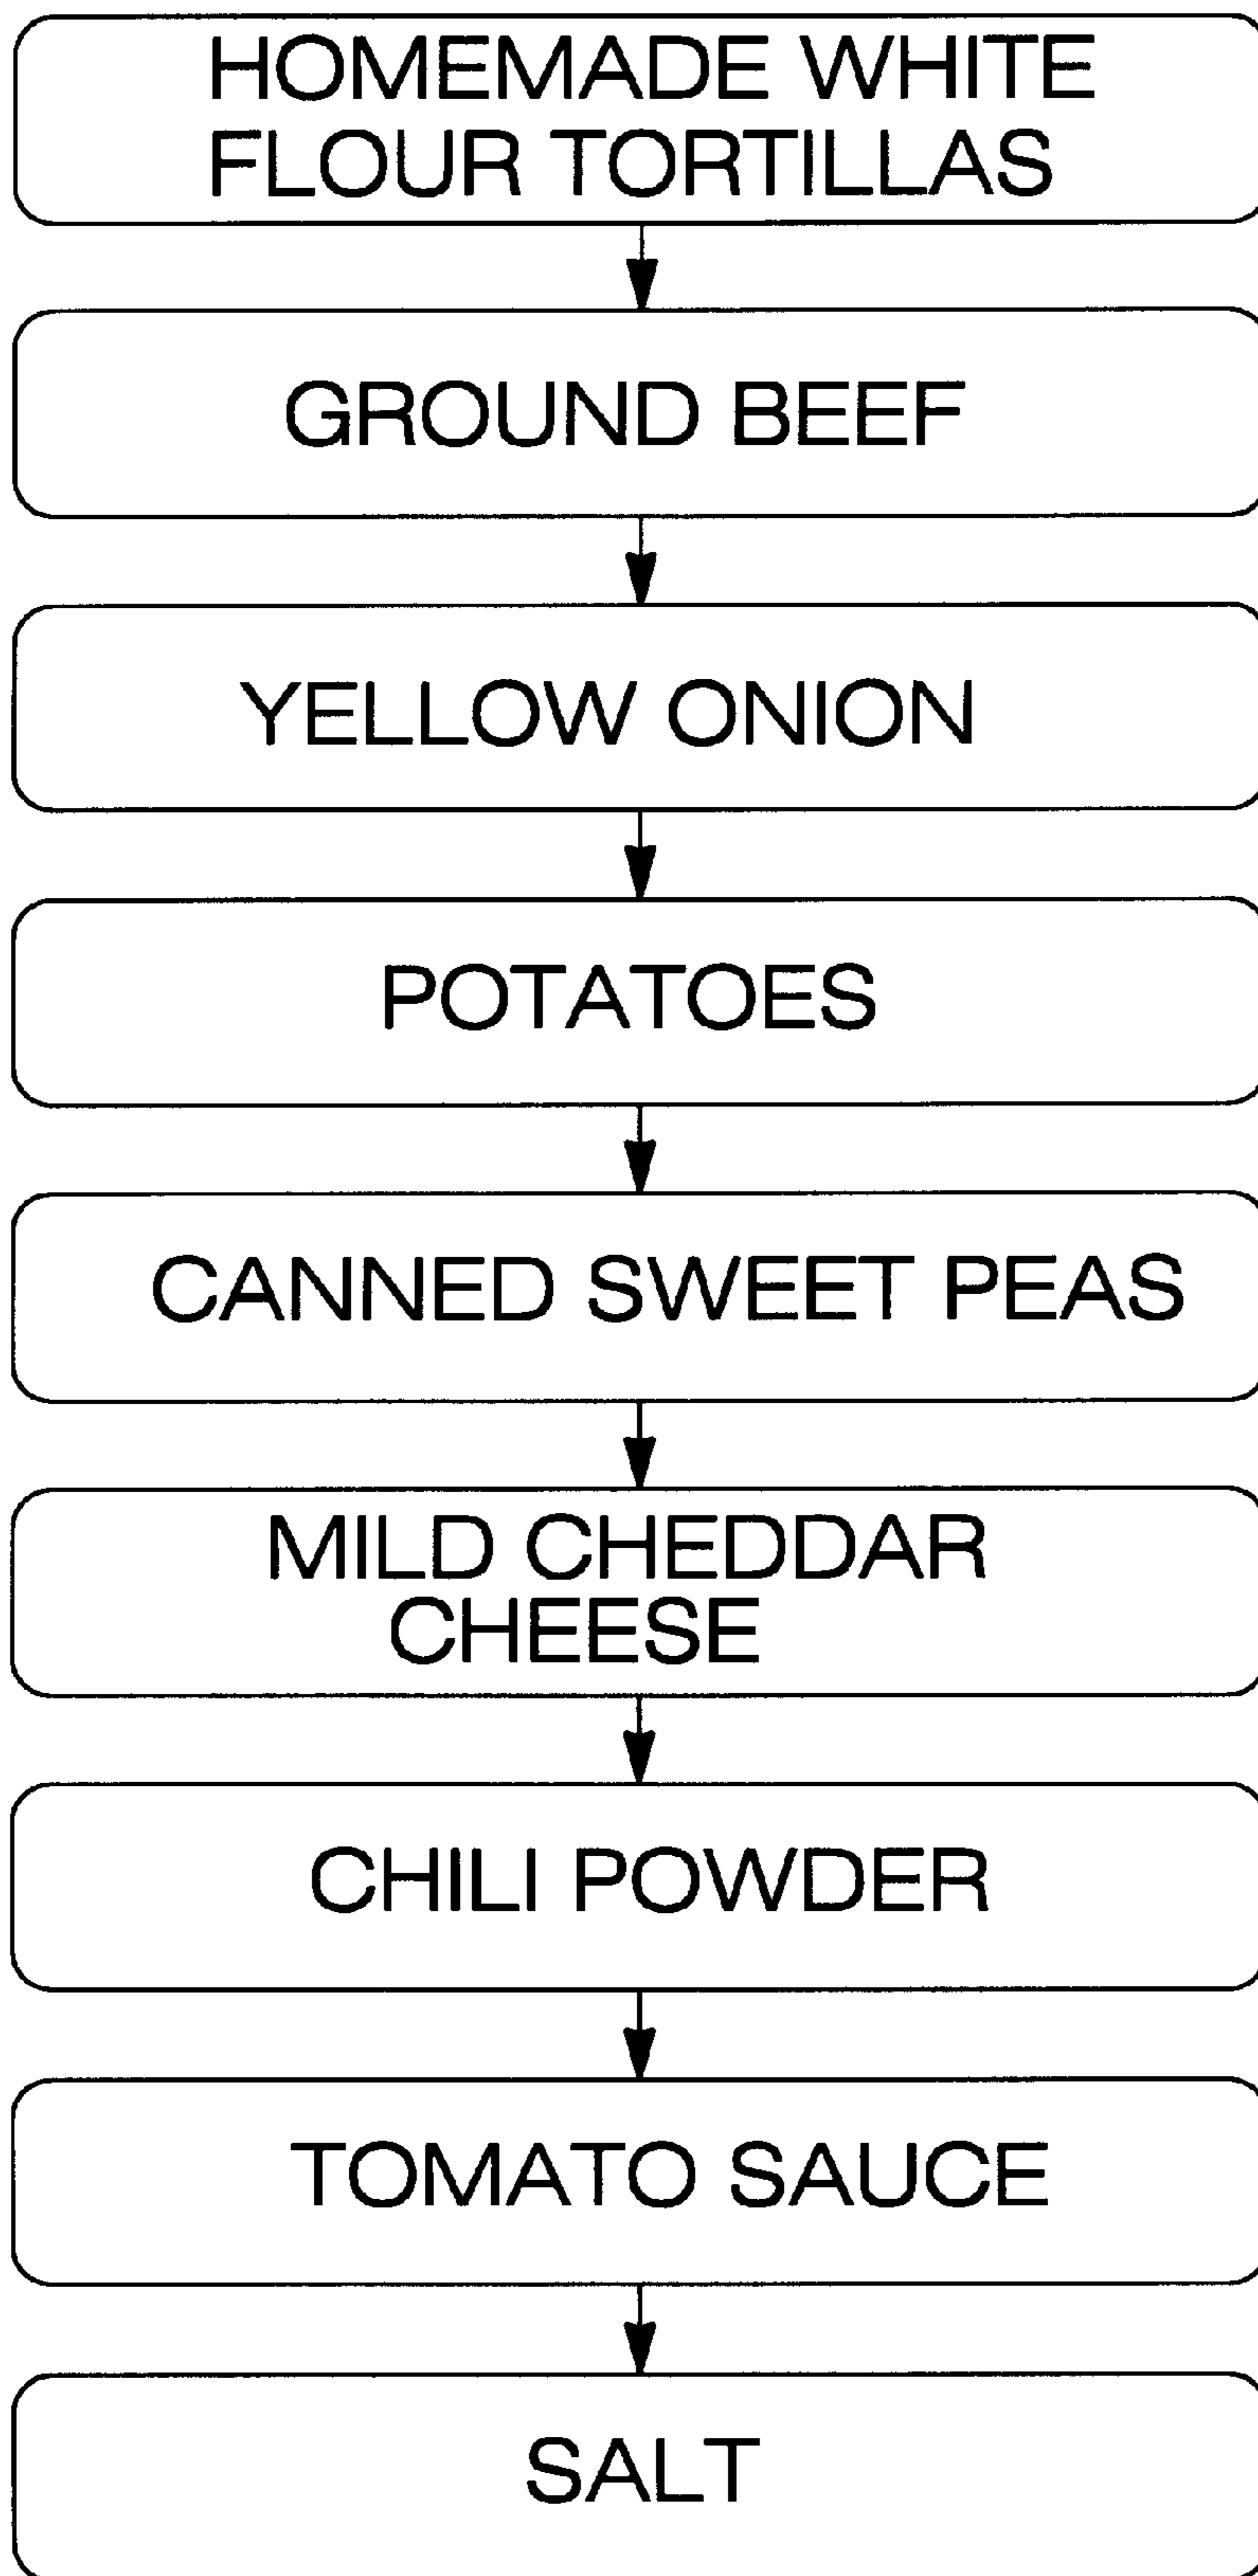 HOMEMADE WHITE
FLOUR TORTILLAS
GROUND BEEF
YELLOW ONION
POTATOES
CANNED SWEET PEAS
MILD CHEDDAR
CHEESE
CHILI POWDER
TOMATO SAUCE
SALT